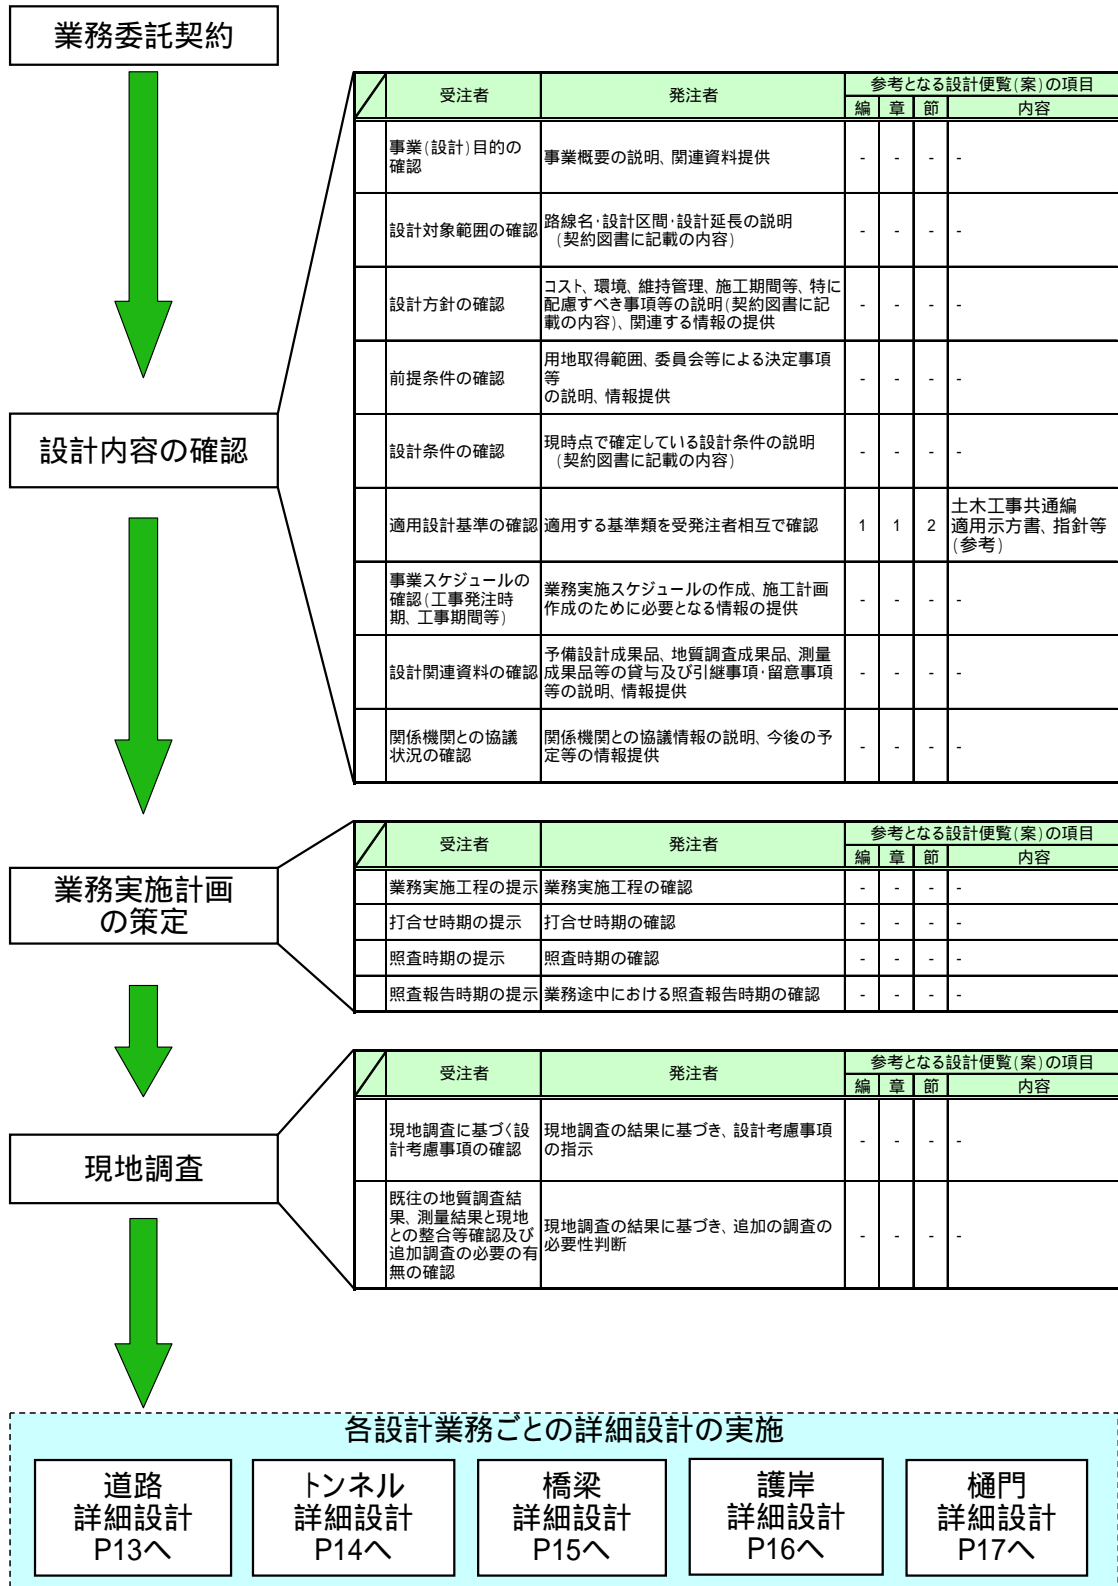 業務委託契約
受注者
発注者
参考となる設計便覧(案)の項目
編 章 節 内容
事業(設計)目的の
確認
事業概要の説明、関連資料提供
- - - -
設計対象範囲の確認
路線名・設計区間・設計延長の説明
(契約図書に記載の内容)
- - - -
設計方針の確認
コスト、環境、維持管理、施工期間等、特に
配慮すべき事項等の説明(契約図書に記
載の内容)、関連する情報の提供
- - - -
前提条件の確認
用地取得範囲、委員会等による決定事項
等
の説明、情報提供
- - - -
設計内容の確認
設計条件の確認
現時点で確定している設計条件の説明
(契約図書に記載の内容)
- - - -
適用設計基準の確認
適用する基準類を受発注者相互で確認
1 1 2
土木工事共通編
適用示方書、指針等
(参考)
事業スケジュールの
確認(工事発注時
期、工事期間等)
業務実施スケジュールの作成、施工計画
作成のために必要となる情報の提供
- - - -
設計関連資料の確認
予備設計成果品、地質調査成果品、測量
成果品等の貸与及び引継事項・留意事項
等の説明、情報提供
- - - -
関係機関との協議
状況の確認
関係機関との協議情報の説明、今後の予
定等の情報提供
- - - -
業務実施計画
の策定
受注者
発注者
参考となる設計便覧(案)の項目
編 章 節 内容
業務実施工程の提示 業務実施工程の確認 - - - -
打合せ時期の提示 打合せ時期の確認 - - - -
照査時期の提示 照査時期の確認 - - - -
照査報告時期の提示 業務途中における照査報告時期の確認 - - - -
現地調査
受注者
発注者
参考となる設計便覧(案)の項目
編 章 節 内容
現地調査に基づく設
計考慮事項の確認
現地調査の結果に基づき、設計考慮事項
の指示
- - - -
既往の地質調査結
果、測量結果と現地
との整合等確認及び
追加調査の必要の有
無の確認
現地調査の結果に基づき、追加の調査の
必要性判断
- - - -
各設計業務ごとの詳細設計の実施
道路
詳細設計
P13へ
トンネル
詳細設計
P14へ
橋梁
詳細設計
P15へ
護岸
詳細設計
P16へ
樋門
詳細設計
P17へ